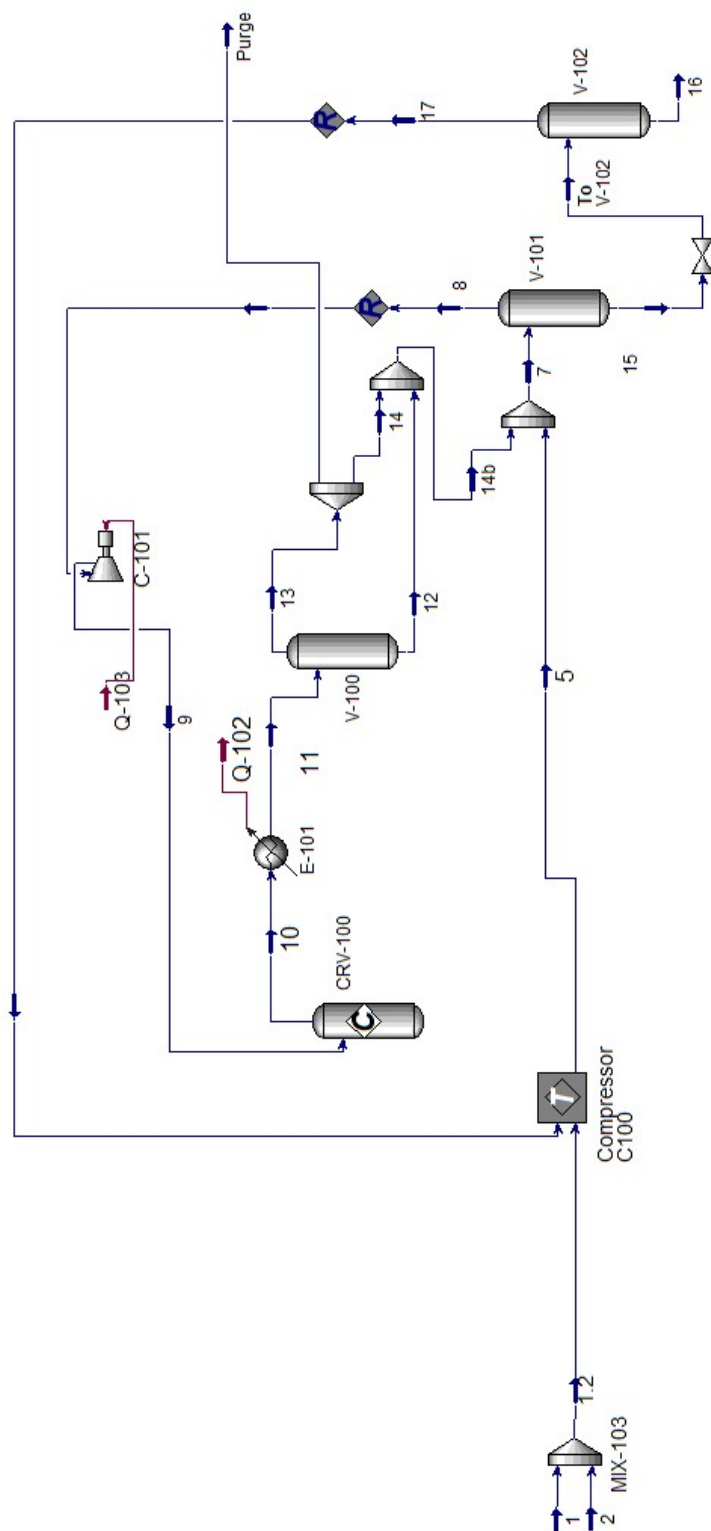 1
2
MIX-103
1.2
Compressor
C100
T
5
CRV-100
C
10
E-101
Q-102
11
V-100
13
12
9
Q-103
C-101
14
14b
7
V-101
8
R
15
To
V-102
V-102
16
17
R
Purge